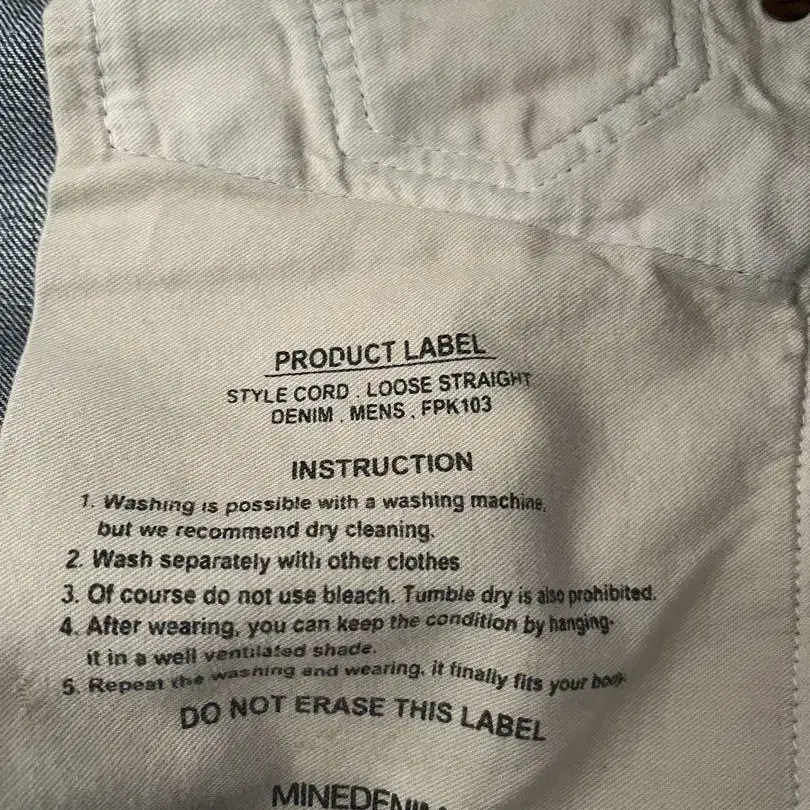 PRODUCT LABEL
STYLE CORD . LOOSE STRAIGHT
DENIM . MENS . FPK103
INSTRUCTION
1. Washing is possible with a washing machine,
but we recommend dry cleaning.
2. Wash separately with other clothes
3. Of course do not use bleach. Tumble dry is also prohibited.
4. After wearing, you can keep the condition by hanging
it in a well ventilated shade.
5. Repeat the washing and wearing, it finally fits your body
DO NOT ERASE THIS LABEL
MINEDENIM